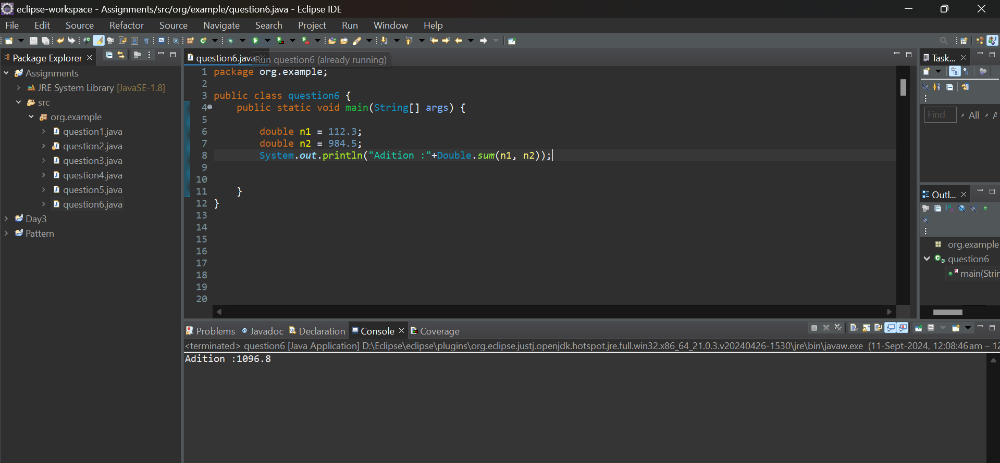 eclipse-workspace - Assignments/src/org/example/question6.java - Eclipse IDE
File Edit Source Refactor Source Navigate Search Project Run Window Help
Package Explorer
Assignments
JRE System Library [JavaSE-1.8]
src
org.example
question1.java
question2.java
question3.java
question4.java
question5.java
question6.java
Day3
Pattern
question6.java
Run question6 (already running)
1 package org.example;
2
3 public class question6 {
4 public static void main(String[] args) {
5
6 double n1 = 112.3;
7 double n2 = 984.5;
8 System.out.println("Adition :"+Double.sum(n1, n2));
9
10
11 }
12 }
13
14
15
16
17
18
19
20
Task...
Find All A
Outl...
org.example
question6
main(Strin
Problems Javadoc Declaration Console Coverage
<terminated> question6 [Java Application] D:\Eclipse\eclipse\plugins\org.eclipse.justj.openjdk.hotspot.jre.full.win32.x86_64_21.0.3.v20240426-1530\jre\bin\javaw.exe (11-Sept-2024, 12:08:46 am – 12
Adition :1096.8